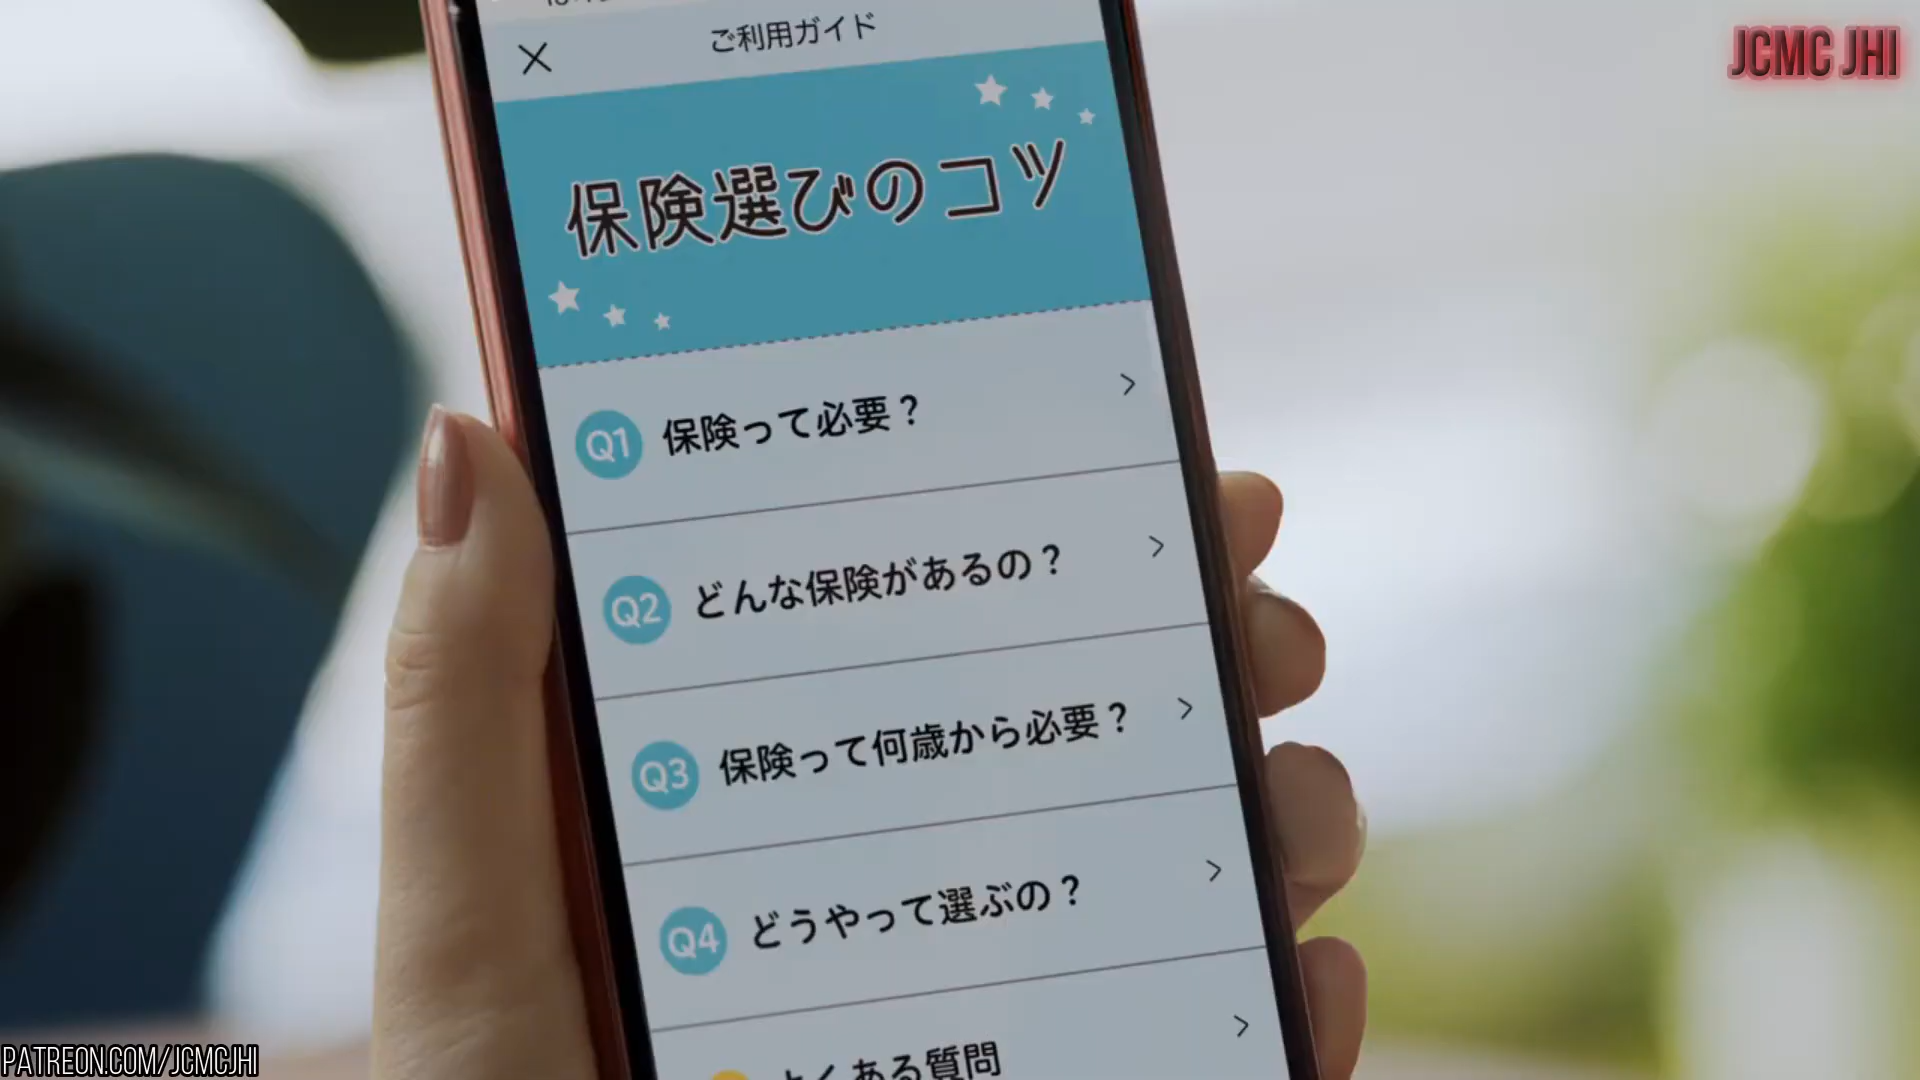 ご利用ガイド
JCMC JHI
保険選びのコツ
Q1 保険って必要？
Q2 どんな保険があるの？
Q3 保険って何歳から必要？
Q4 どうやって選ぶの？
よくある質問
PATREON.COM/JCMCJHI